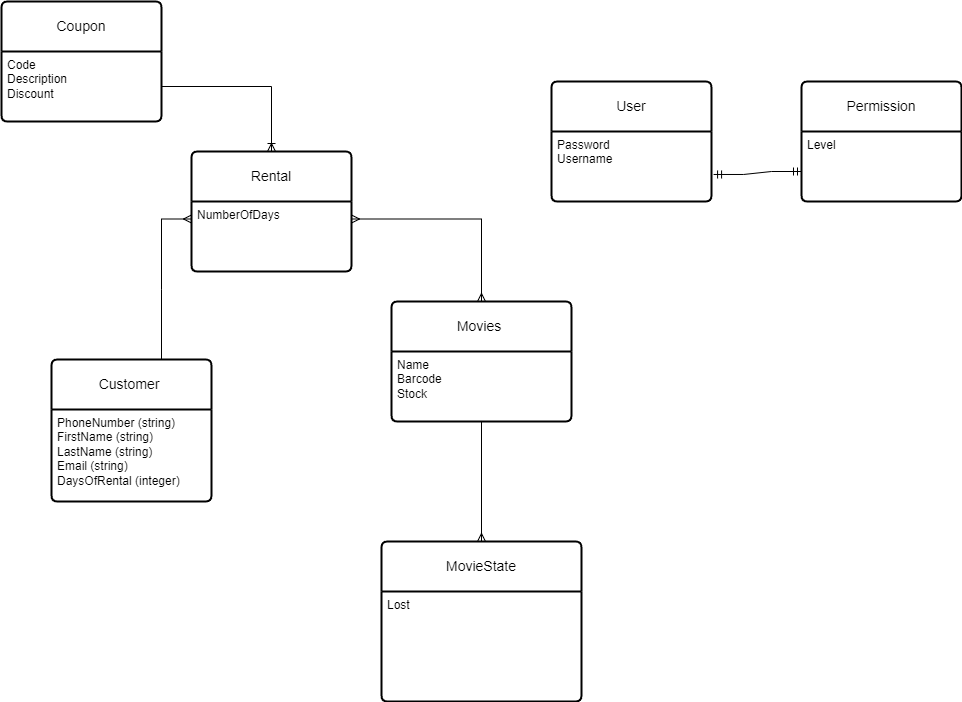 Coupon
Code
Description
Discount
User
Password
Username
Permission
Level
Rental
NumberOfDays
Movies
Name
Barcode
Stock
Customer
PhoneNumber (string)
FirstName (string)
LastName (string)
Email (string)
DaysOfRental (integer)
MovieState
Lost